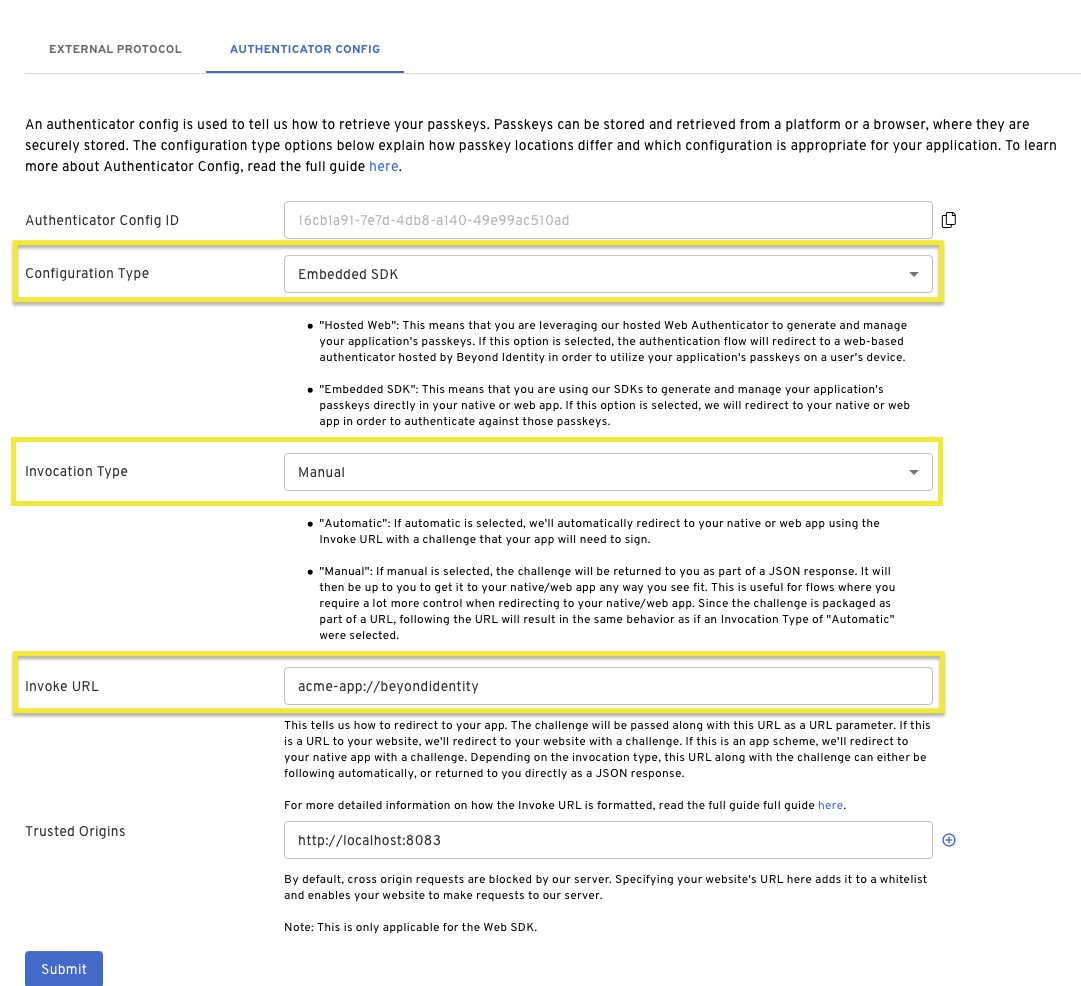 EXTERNAL PROTOCOL
AUTHENTICATOR CONFIG
An authenticator config is used to tell us how to retrieve your passkeys. Passkeys can be stored and retrieved from a platform or a browser, where they are
securely stored. The configuration type options below explain how passkey locations differ and which configuration is appropriate for your application. To learn
more about Authenticator Config, read the full guide here.
Authenticator Config ID
16cb1a91-7e7d-4db8-a140-49e99ac510ad
Configuration Type
Embedded SDK
• "Hosted Web": This means that you are leveraging our hosted Web Authenticator to generate and manage
your application's passkeys. If this option is selected, the authentication flow will redirect to a web-based
authenticator hosted by Beyond Identity in order to utilize your application's passkeys on a user's device.
• "Embedded SDK": This means that you are using our SDKs to generate and manage your application's
passkeys directly in your native or web app. If this option is selected, we will redirect to your native or web
app in order to authenticate against those passkeys.
Invocation Type
Manual
• "Automatic": If automatic is selected, we'll automatically redirect to your native or web app using the
Invoke URL with a challenge that your app will need to sign.
• "Manual": If manual is selected, the challenge will be returned to you as part of a JSON response. It will
then be up to you to get it to your native/web app any way you see fit. This is useful for flows where you
require a lot more control when redirecting to your native/web app. Since the challenge is packaged as
part of a URL, following the URL will result in the same behavior as if an Invocation Type of "Automatic"
were selected.
Invoke URL
acme-app://beyondidentity
This tells us how to redirect to your app. The challenge will be passed along with this URL as a URL parameter. If this
is a URL to your website, we'll redirect to your website with a challenge. If this is an app scheme, we'll redirect to
your native app with a challenge. Depending on the invocation type, this URL along with the challenge can either be
following automatically, or returned to you directly as a JSON response.
For more detailed information on how the Invoke URL is formatted, read the full guide full guide here.
Trusted Origins
http://localhost:8083
By default, cross origin requests are blocked by our server. Specifying your website's URL here adds it to a whitelist
and enables your website to make requests to our server.
Note: This is only applicable for the Web SDK.
Submit